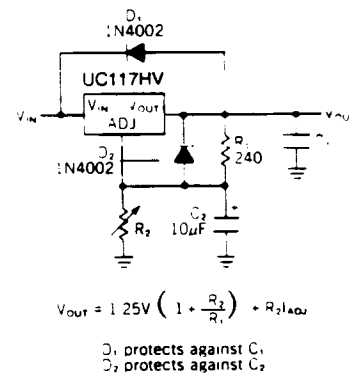 D₁
1N4002
UC117HV
VIN VOUT
ADJ
VIN
D₂
1N4002
R₁
240
R₂
C₂
10µF
+
VOUT = 1.25V ( 1 + R₂/R₁ ) + R₂IADJ
D₁ protects against C₁
D₂ protects against C₂